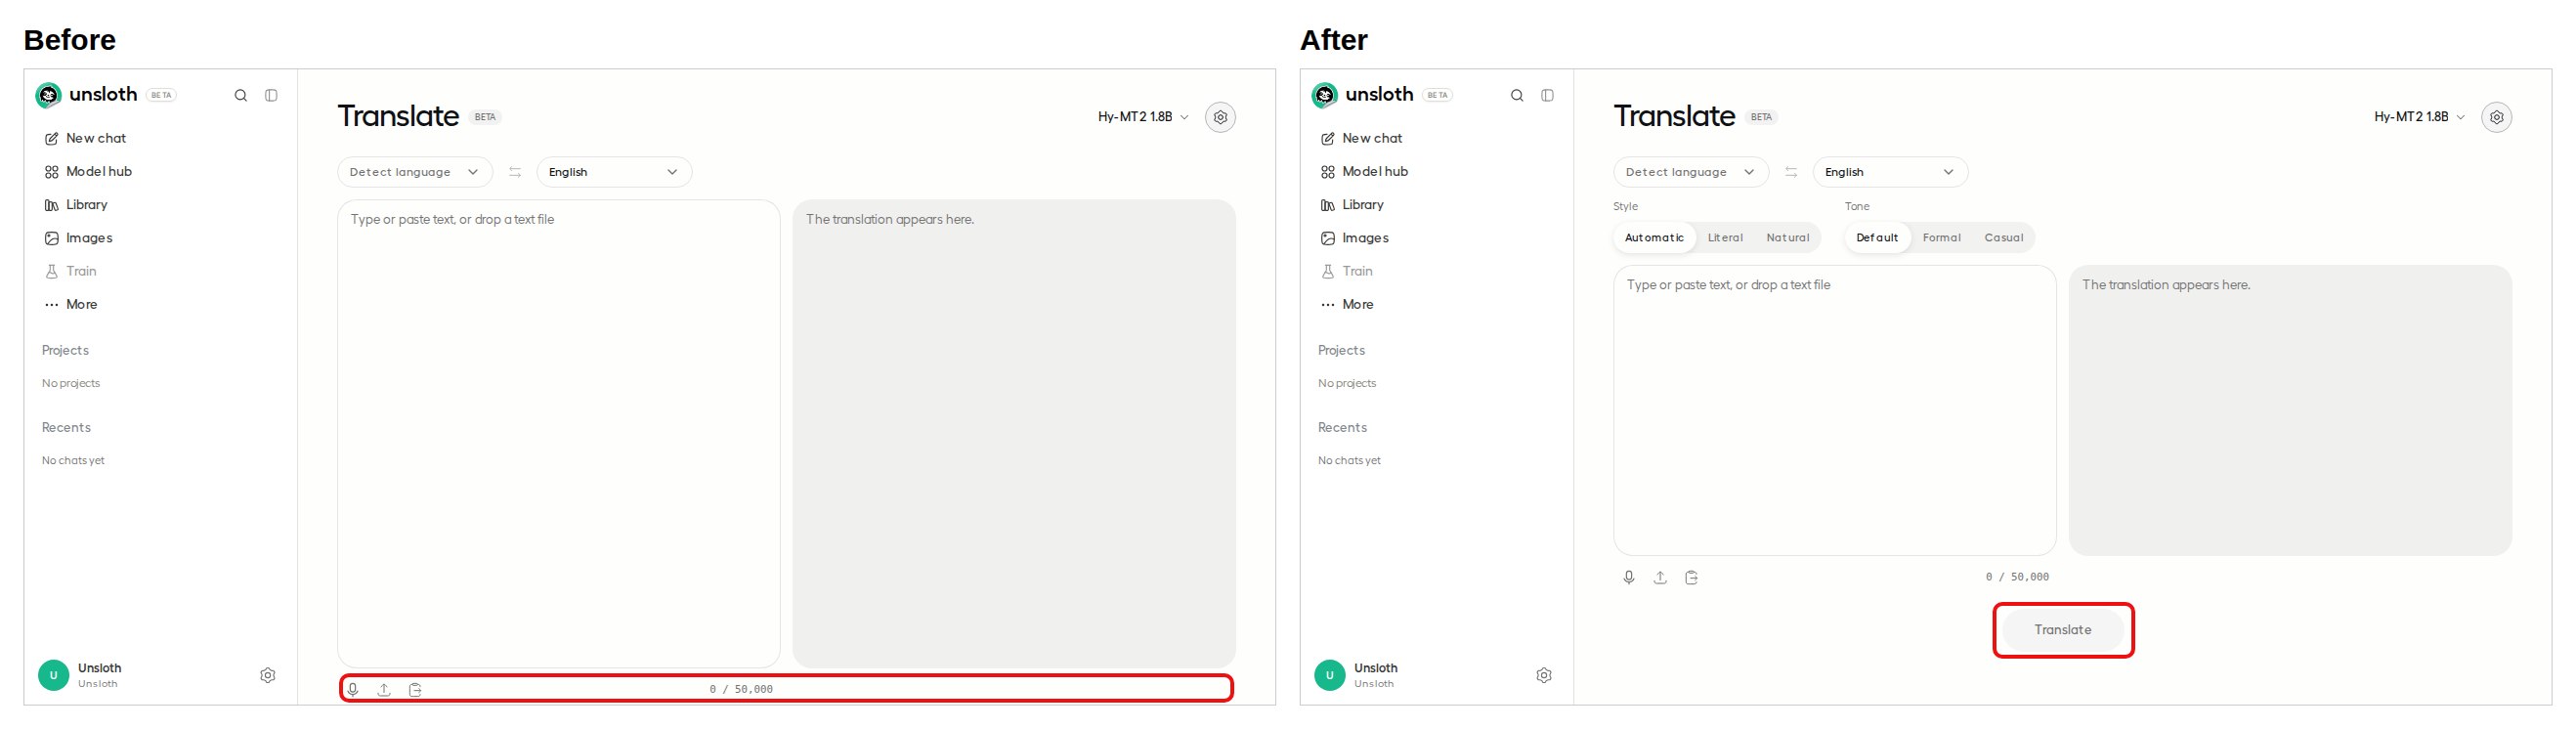 Before
unsloth BETA
New chat
Model hub
Library
Images
Train
More
Projects
No projects
Recents
No chats yet
U
Unsloth
Unsloth
Translate BETA
Hy-MT2 1.8B
Detect language
English
Type or paste text, or drop a text file
The translation appears here.
0 / 50,000
After
unsloth BETA
New chat
Model hub
Library
Images
Train
More
Projects
No projects
Recents
No chats yet
U
Unsloth
Unsloth
Translate BETA
Hy-MT2 1.8B
Detect language
English
Style
Tone
Automatic Literal Natural
Default Formal Casual
Type or paste text, or drop a text file
The translation appears here.
0 / 50,000
Translate